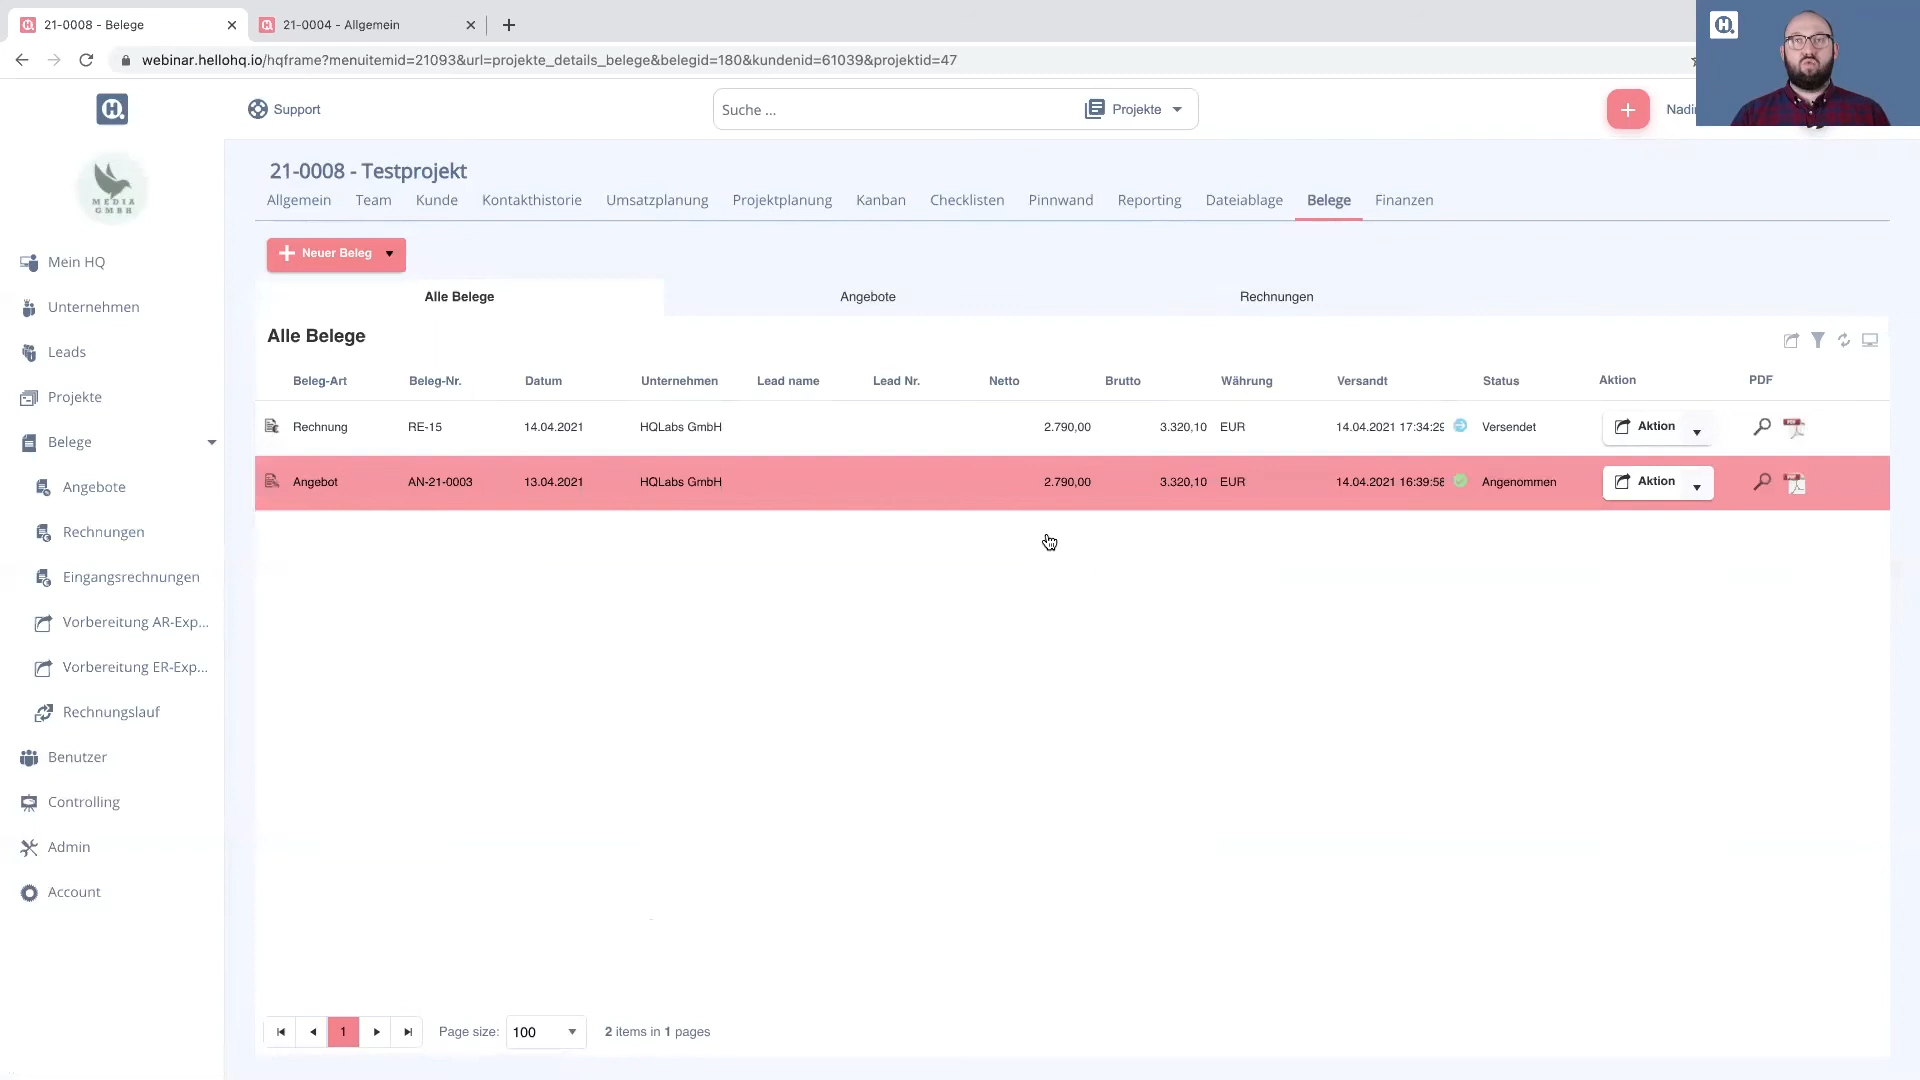 21-0008 - Belege
21-0004 - Allgemein
webinar.hellohq.io/hqframe?menuitemid=21093&url=projekte_details_belege&belegid=180&kundenid=61039&projektid=47
Support
Suche ...
Projekte
MEDIA
GMBH
21-0008 - Testprojekt
Allgemein Team Kunde Kontakthistorie Umsatzplanung Projektplanung Kanban Checklisten Pinnwand Reporting Dateiablage Belege Finanzen
Neuer Beleg
Alle Belege Angebote Rechnungen
Alle Belege
Beleg-Art Beleg-Nr. Datum Unternehmen Lead name Lead Nr. Netto Brutto Währung Versandt Status Aktion PDF
Rechnung RE-15 14.04.2021 HQLabs GmbH 2.790,00 3.320,10 EUR 14.04.2021 17:34:29 Versendet Aktion
Angebot AN-21-0003 13.04.2021 HQLabs GmbH 2.790,00 3.320,10 EUR 14.04.2021 16:39:58 Angenommen Aktion
Mein HQ
Unternehmen
Leads
Projekte
Belege
Angebote
Rechnungen
Eingangsrechnungen
Vorbereitung AR-Exp...
Vorbereitung ER-Exp...
Rechnungslauf
Benutzer
Controlling
Admin
Account
1
Page size:
100
2 items in 1 pages